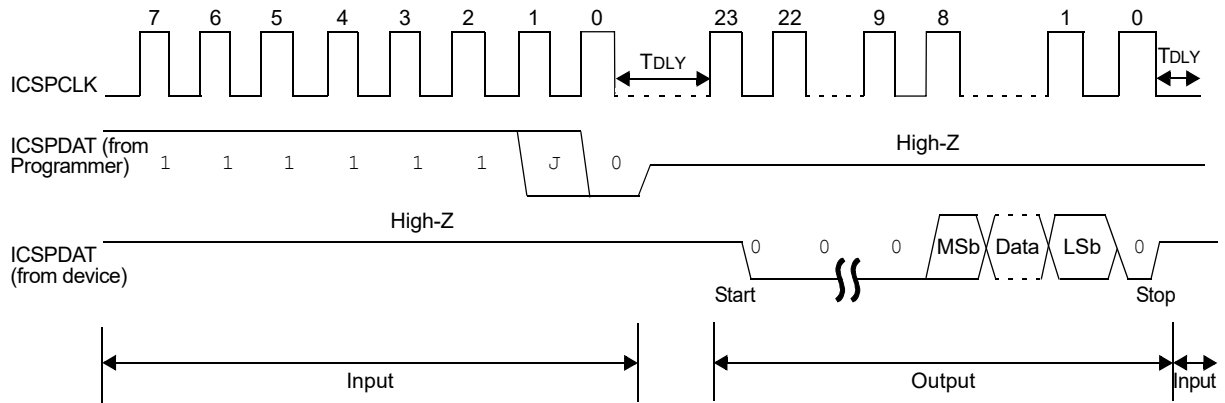 7 6 5 4 3 2 1 0 23 22 9 8 1 0
TDLY TDLY
ICSPCLK
ICSPDAT (from
Programmer)
1 1 1 1 1 1 J 0
High-Z
High-Z
ICSPDAT
(from device)
0 0 0 MSb Data LSb 0
Start Stop
Input Output Input